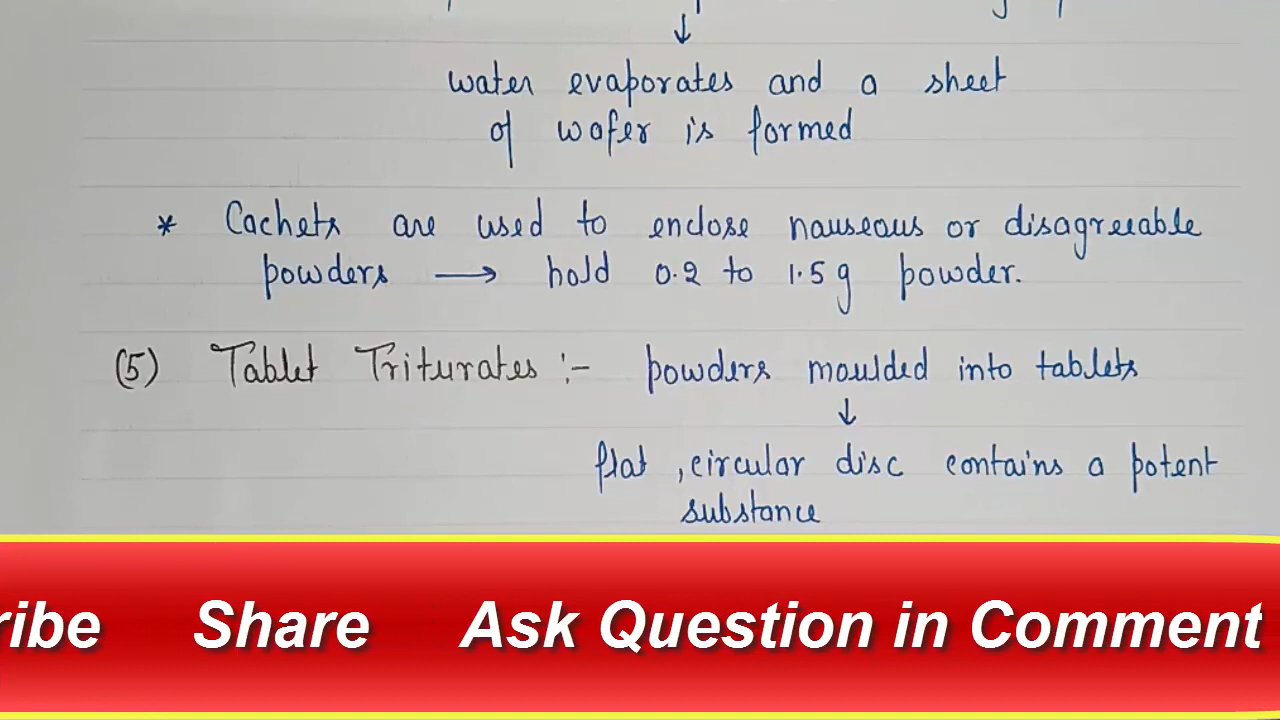 ↓
water evaporates and a sheet
of wafer is formed
* Cachets are used to enclose nauseous or disagreeable
powders → hold 0.2 to 1.5g powder.
(5) Tablet Triturates :- powders moulded into tablets
↓
flat , circular disc contains a potent
substance
ribe Share Ask Question in Comment